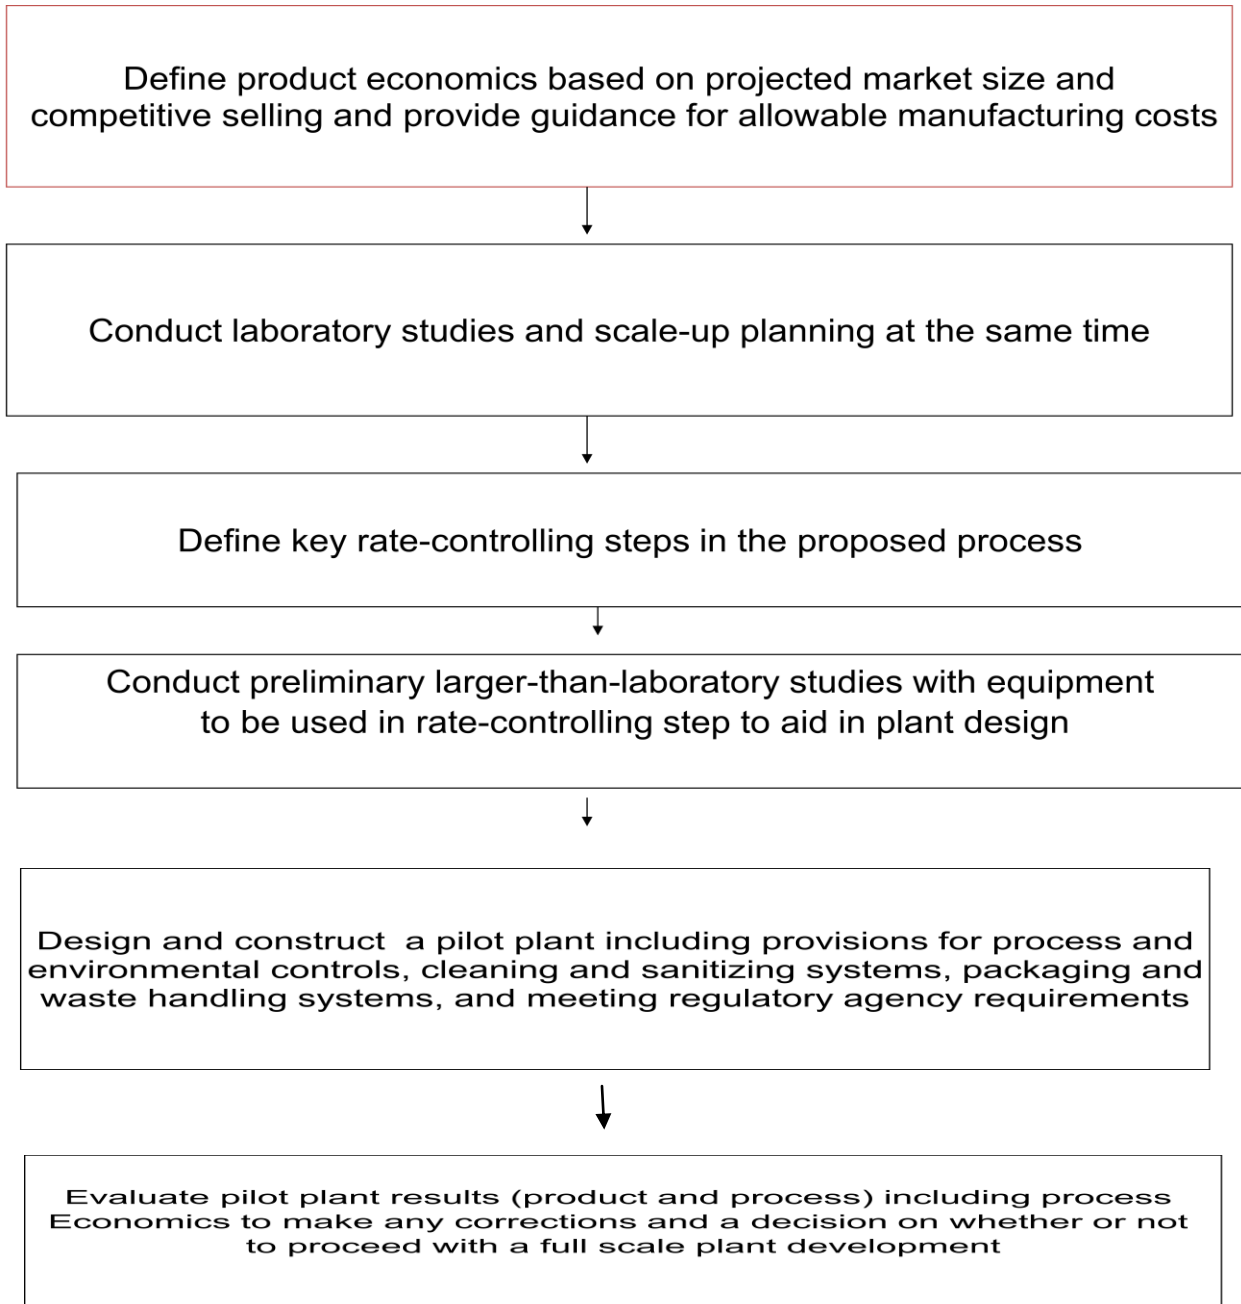 Define product economics based on projected market size and
competitive selling and provide guidance for allowable manufacturing costs
Conduct laboratory studies and scale-up planning at the same time
Define key rate-controlling steps in the proposed process
Conduct preliminary larger-than-laboratory studies with equipment
to be used in rate-controlling step to aid in plant design
Design and construct  a pilot plant including provisions for process and
environmental controls, cleaning and sanitizing systems, packaging and
waste handling systems, and meeting regulatory agency requirements
Evaluate pilot plant results (product and process) including process
Economics to make any corrections and a decision on whether or not
to proceed with a full scale plant development